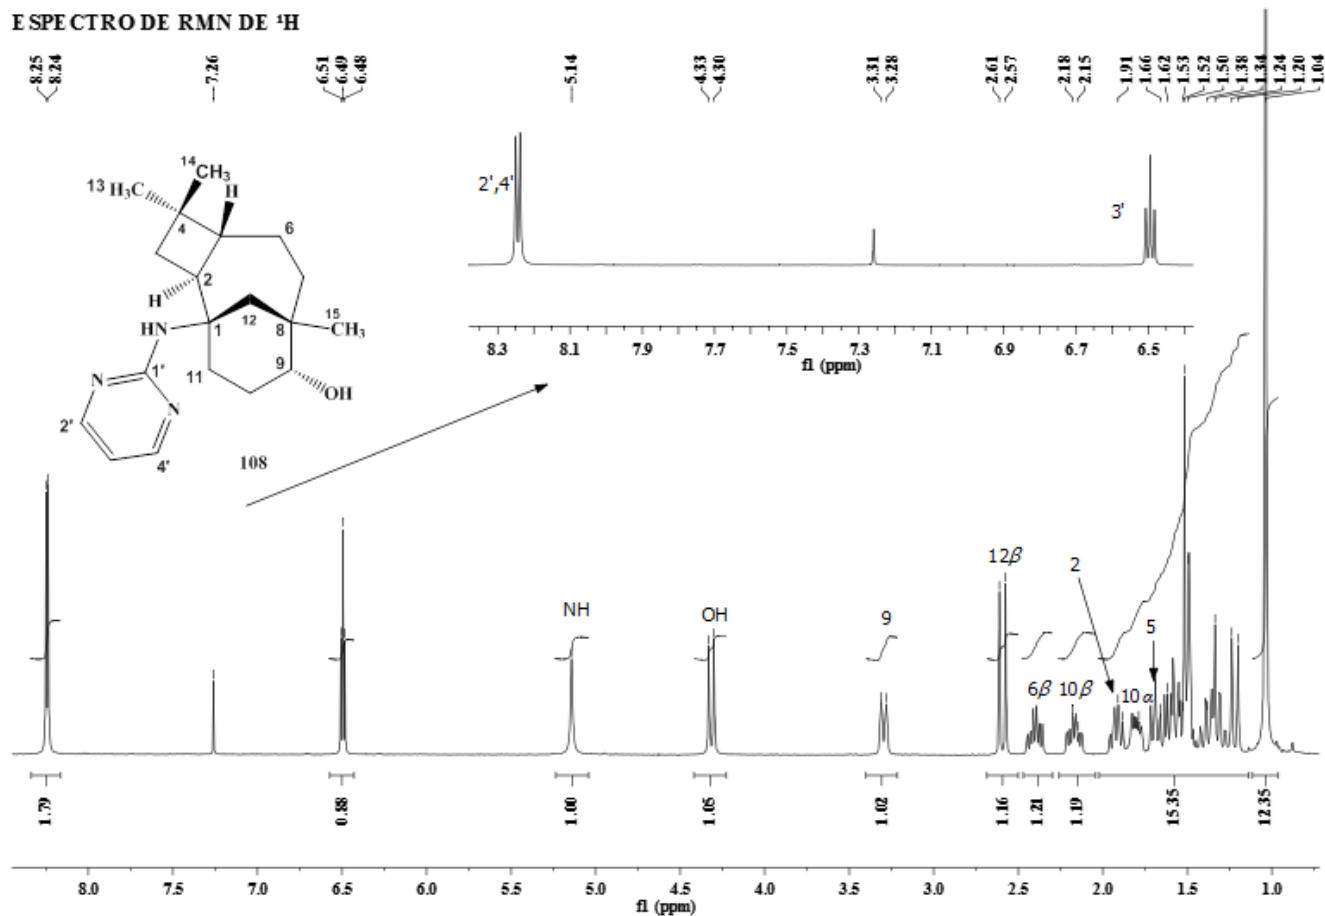 ESPECTRO DE RMN DE ¹H
8.25
8.24
7.26
6.51
6.49
6.48
5.14
4.33
4.30
3.31
3.28
2.61
2.57
2.18
2.15
1.91
1.66
1.62
1.53
1.52
1.50
1.38
1.34
1.24
1.20
1.04
14 CH₃
13 H₃C
H
4
6
2
H
HN
1
12
8
15 CH₃
1'
11
9
OH
N
N
2'
4'
108
2',4'
3'
8.3 8.1 7.9 7.7 7.5 7.3 7.1 6.9 6.7 6.5
f1 (ppm)
NH
OH
9
12β
6β
10β
2
10α
5
1.79
0.88
1.00
1.05
1.02
1.16
1.21
1.19
15.35
12.35
8.0 7.5 7.0 6.5 6.0 5.5 5.0 4.5 4.0 3.5 3.0 2.5 2.0 1.5 1.0
f1 (ppm)